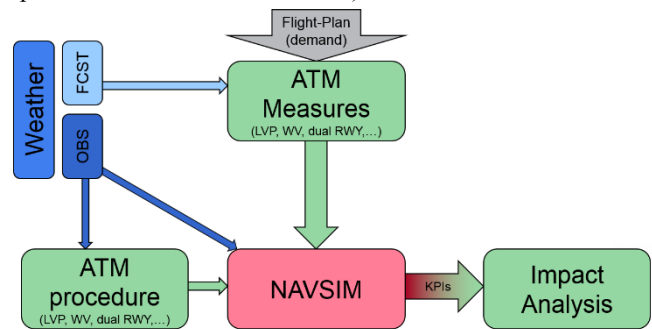 Flight-Plan
(demand)
Weather
FCST
OBS
ATM
Measures
(LVP, WV, dual RWY,...)
ATM
procedure
(LVP, WV, dual RWY,...)
NAVSIM
KPIs
Impact
Analysis